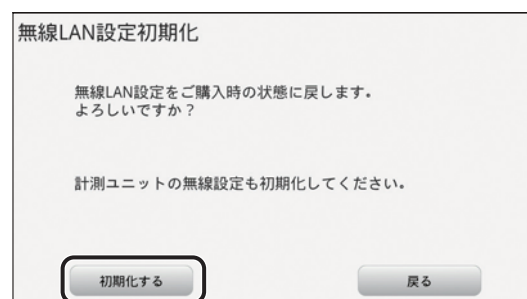 無線LAN設定初期化
無線LAN設定をご購入時の状態に戻します。
よろしいですか？
計測ユニットの無線設定も初期化してください。
初期化する
戻る